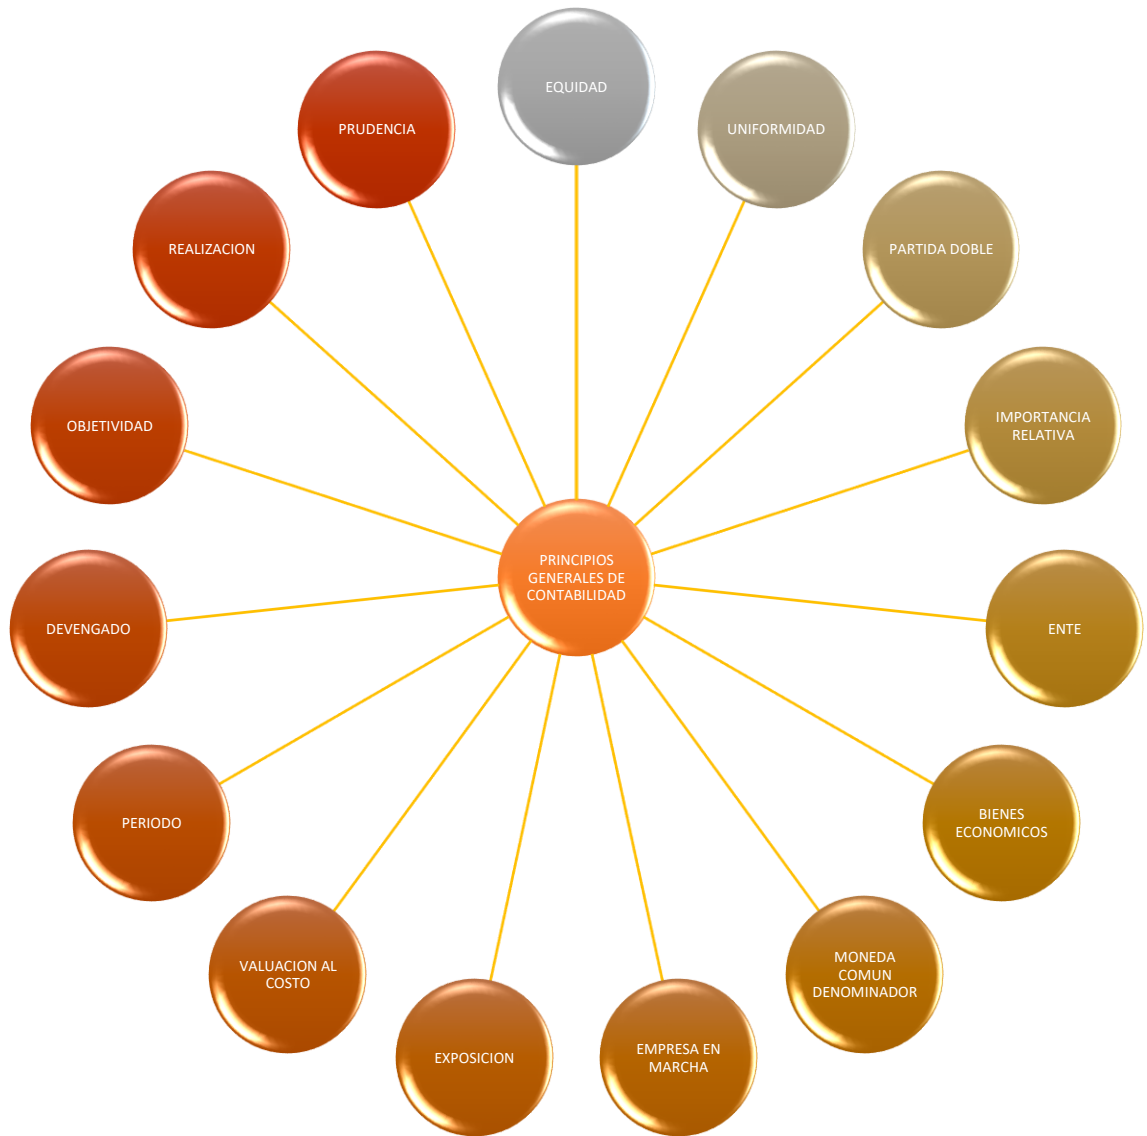 EQUIDAD
UNIFORMIDAD
PARTIDA DOBLE
IMPORTANCIA
RELATIVA
ENTE
BIENES
ECONOMICOS
MONEDA
COMUN
DENOMINADOR
EMPRESA EN
MARCHA
EXPOSICION
VALUACION AL
COSTO
PERIODO
DEVENGADO
OBJETIVIDAD
REALIZACION
PRUDENCIA
PRINCIPIOS
GENERALES DE
CONTABILIDAD